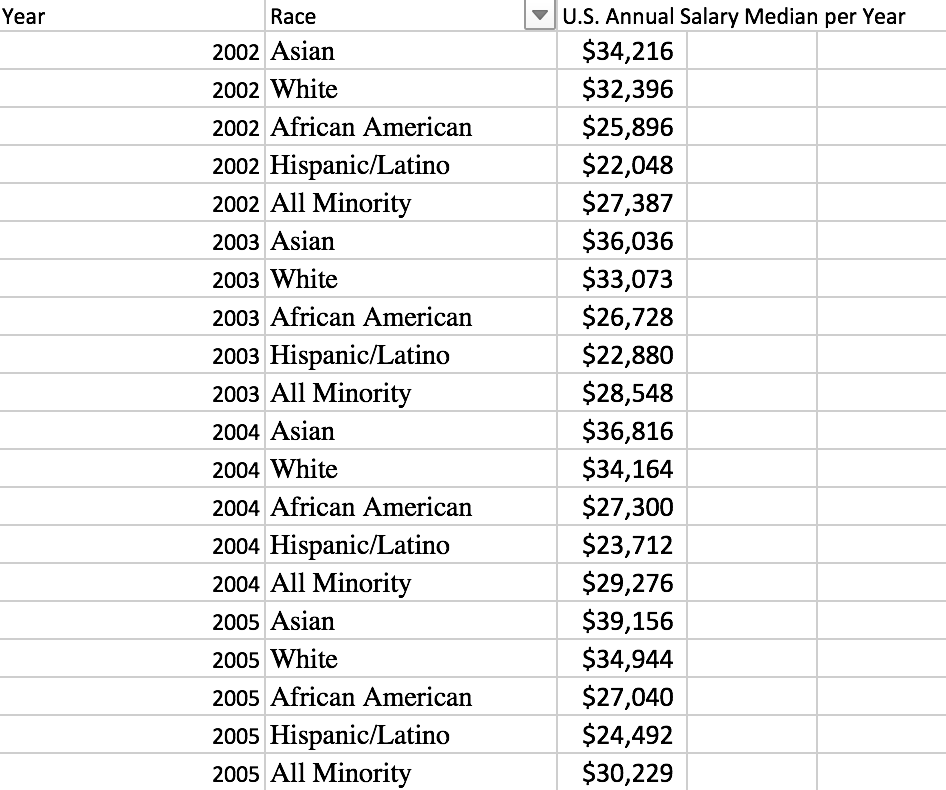 Year Race U.S. Annual Salary Median per Year
2002 Asian $34,216
2002 White $32,396
2002 African American $25,896
2002 Hispanic/Latino $22,048
2002 All Minority $27,387
2003 Asian $36,036
2003 White $33,073
2003 African American $26,728
2003 Hispanic/Latino $22,880
2003 All Minority $28,548
2004 Asian $36,816
2004 White $34,164
2004 African American $27,300
2004 Hispanic/Latino $23,712
2004 All Minority $29,276
2005 Asian $39,156
2005 White $34,944
2005 African American $27,040
2005 Hispanic/Latino $24,492
2005 All Minority $30,229